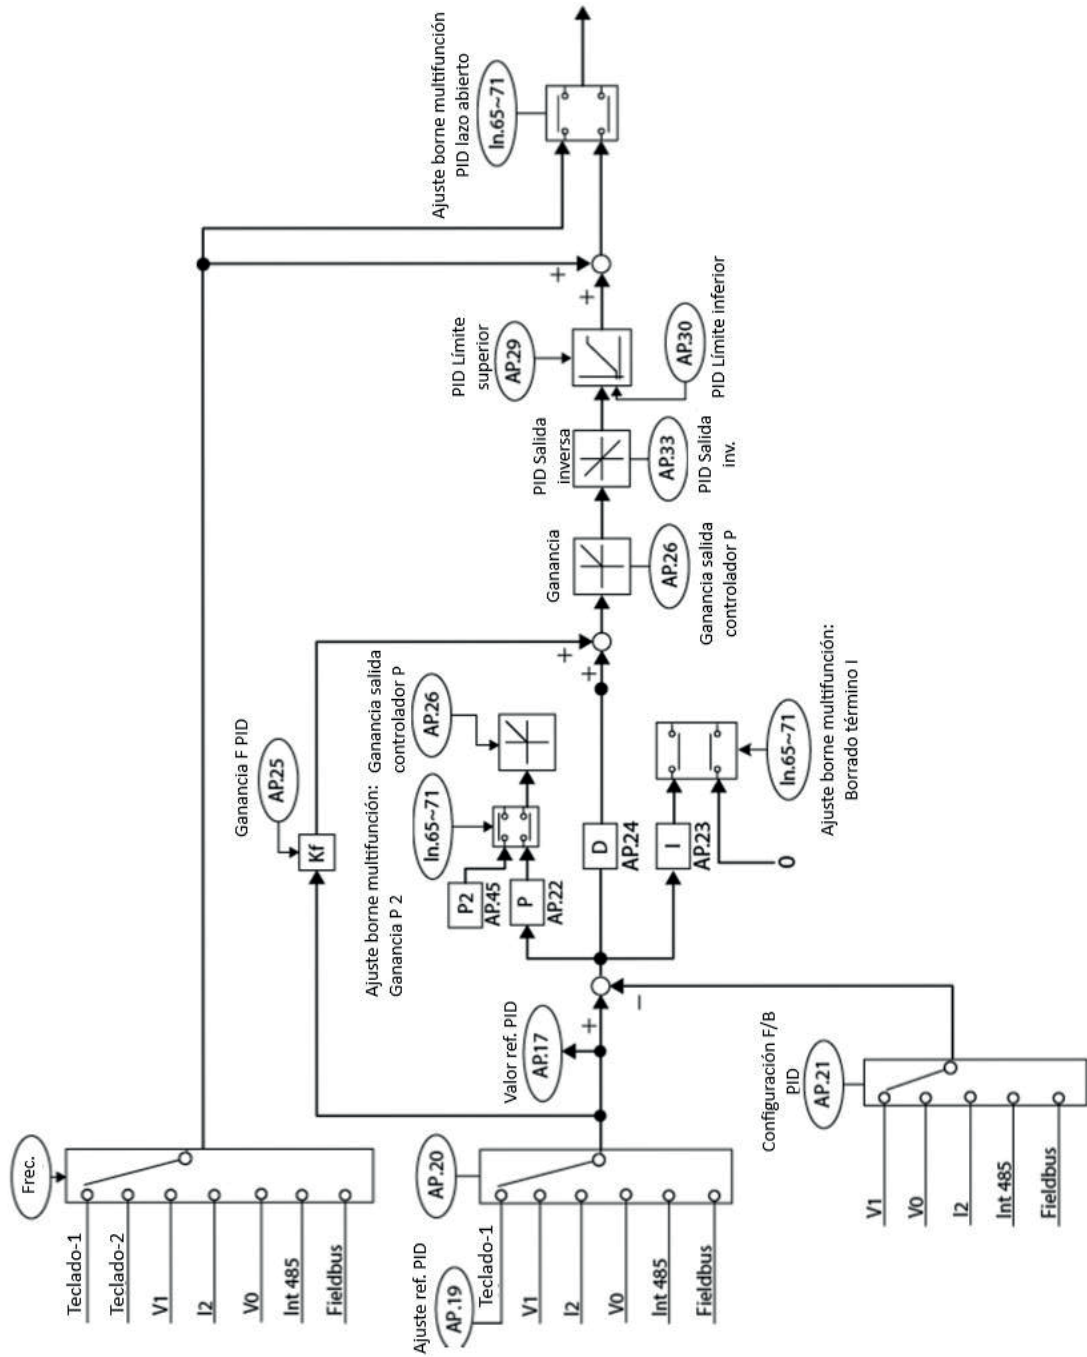 Frec.
Teclado-1
Teclado-2
V1
I2
V0
Int 485
Fieldbus
Ajuste ref. PID
AP.19
AP.20
Teclado-1
V1
I2
V0
Int 485
Fieldbus
Valor ref. PID
AP.17
+
−
Configuración F/B
PID
AP.21
V1
V0
I2
Int 485
Fieldbus
Ganancia F PID
AP.25
Kf
Ajuste borne multifunción:
Ganancia P 2
In.65~71
P2
AP.45
P
AP.22
Ganancia salida
controlador P
AP.26
D
AP.24
I
AP.23
0
In.65~71
Ajuste borne multifunción:
Borrado término I
+
+
Ganancia
AP.26
Ganancia salida
controlador P
PID Salida
inversa
AP.33
PID Salida
inv.
PID Límite
superior
AP.29
AP.30
PID Límite inferior
+
+
Ajuste borne multifunción
PID lazo abierto
In.65~71